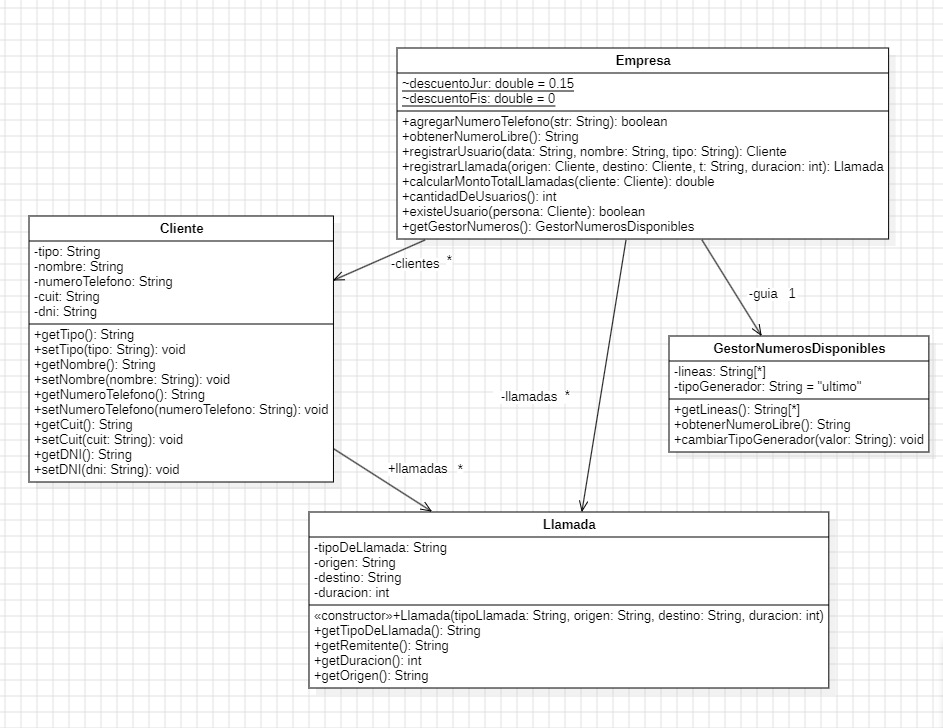 Empresa
~descuentoJur: double = 0.15
~descuentoFis: double = 0
+agregarNumeroTelefono(str: String): boolean
+obtenerNumeroLibre(): String
+registrarUsuario(data: String, nombre: String, tipo: String): Cliente
+registrarLlamada(origen: Cliente, destino: Cliente, t: String, duracion: int): Llamada
+calcularMontoTotalLlamadas(cliente: Cliente): double
+cantidadDeUsuarios(): int
+existeUsuario(persona: Cliente): boolean
+getGestorNumeros(): GestorNumerosDisponibles
Cliente
-tipo: String
-nombre: String
-numeroTelefono: String
-cuit: String
-dni: String
+getTipo(): String
+setTipo(tipo: String): void
+getNombre(): String
+setNombre(nombre: String): void
+getNumeroTelefono(): String
+setNumeroTelefono(numeroTelefono: String): void
+getCuit(): String
+setCuit(cuit: String): void
+getDNI(): String
+setDNI(dni: String): void
-clientes *
-guia 1
GestorNumerosDisponibles
-lineas: String[*]
-tipoGenerador: String = "ultimo"
+getLineas(): String[*]
+obtenerNumeroLibre(): String
+cambiarTipoGenerador(valor: String): void
-llamadas *
+llamadas *
Llamada
-tipoDeLlamada: String
-origen: String
-destino: String
-duracion: int
«constructor»+Llamada(tipoLlamada: String, origen: String, destino: String, duracion: int)
+getTipoDeLlamada(): String
+getRemitente(): String
+getDuracion(): int
+getOrigen(): String